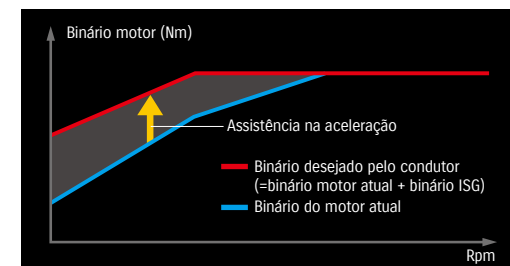 Binário motor (Nm)
Assistência na aceleração
Binário desejado pelo condutor
(=binário motor atual + binário ISG)
Binário do motor atual
Rpm